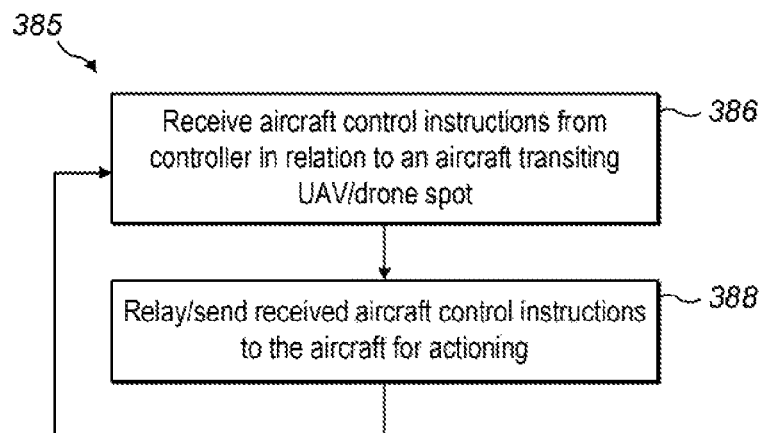 385
386
Receive aircraft control instructions from
controller in relation to an aircraft transiting
UAV/drone spot
388
Relay/send received aircraft control instructions
to the aircraft for actioning